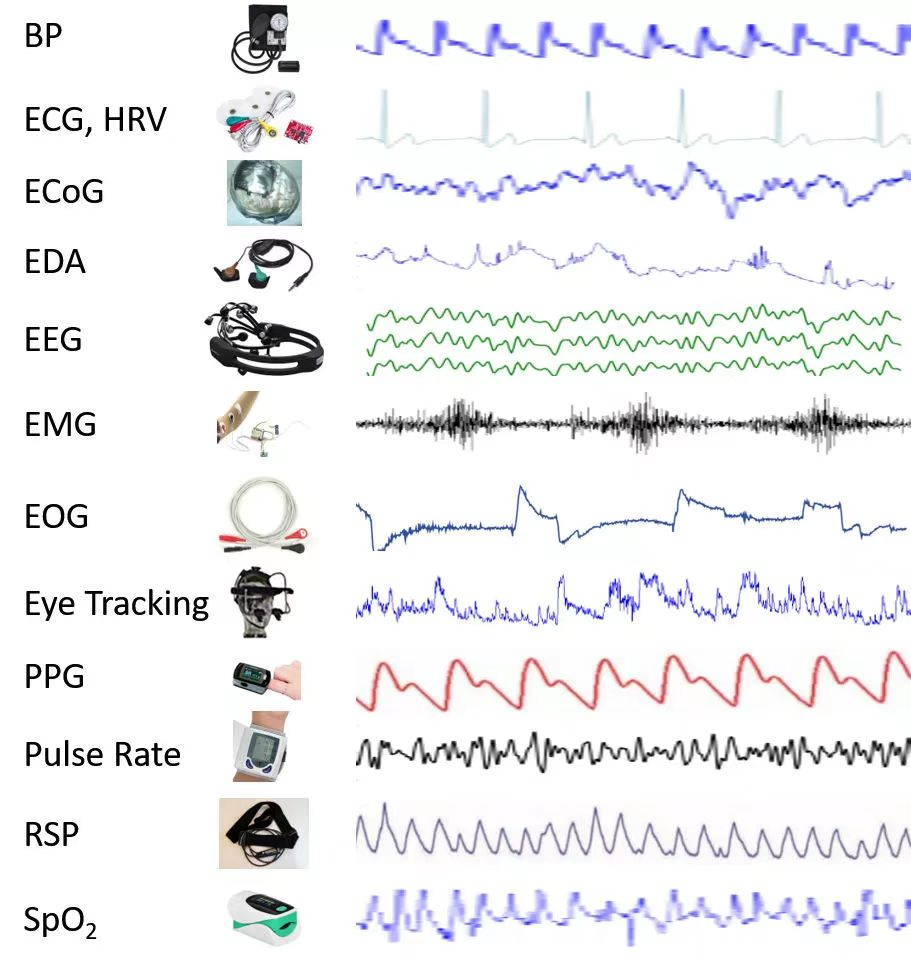 BP
ECG, HRV
ECoG
EDA
EEG
EMG
EOG
Eye Tracking
PPG
Pulse Rate
RSP
SpO₂